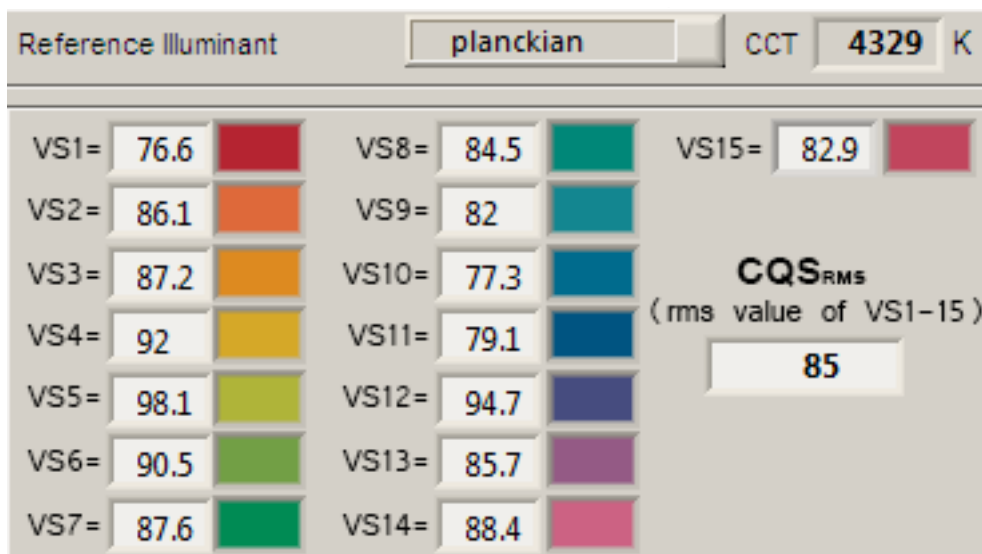 Reference Illuminant planckian CCT 4329 K
VS1= 76.6 VS8= 84.5 VS15= 82.9
VS2= 86.1 VS9= 82
VS3= 87.2 VS10= 77.3
CQSRMS
(rms value of VS1-15)
VS4= 92 VS11= 79.1
85
VS5= 98.1 VS12= 94.7
VS6= 90.5 VS13= 85.7
VS7= 87.6 VS14= 88.4